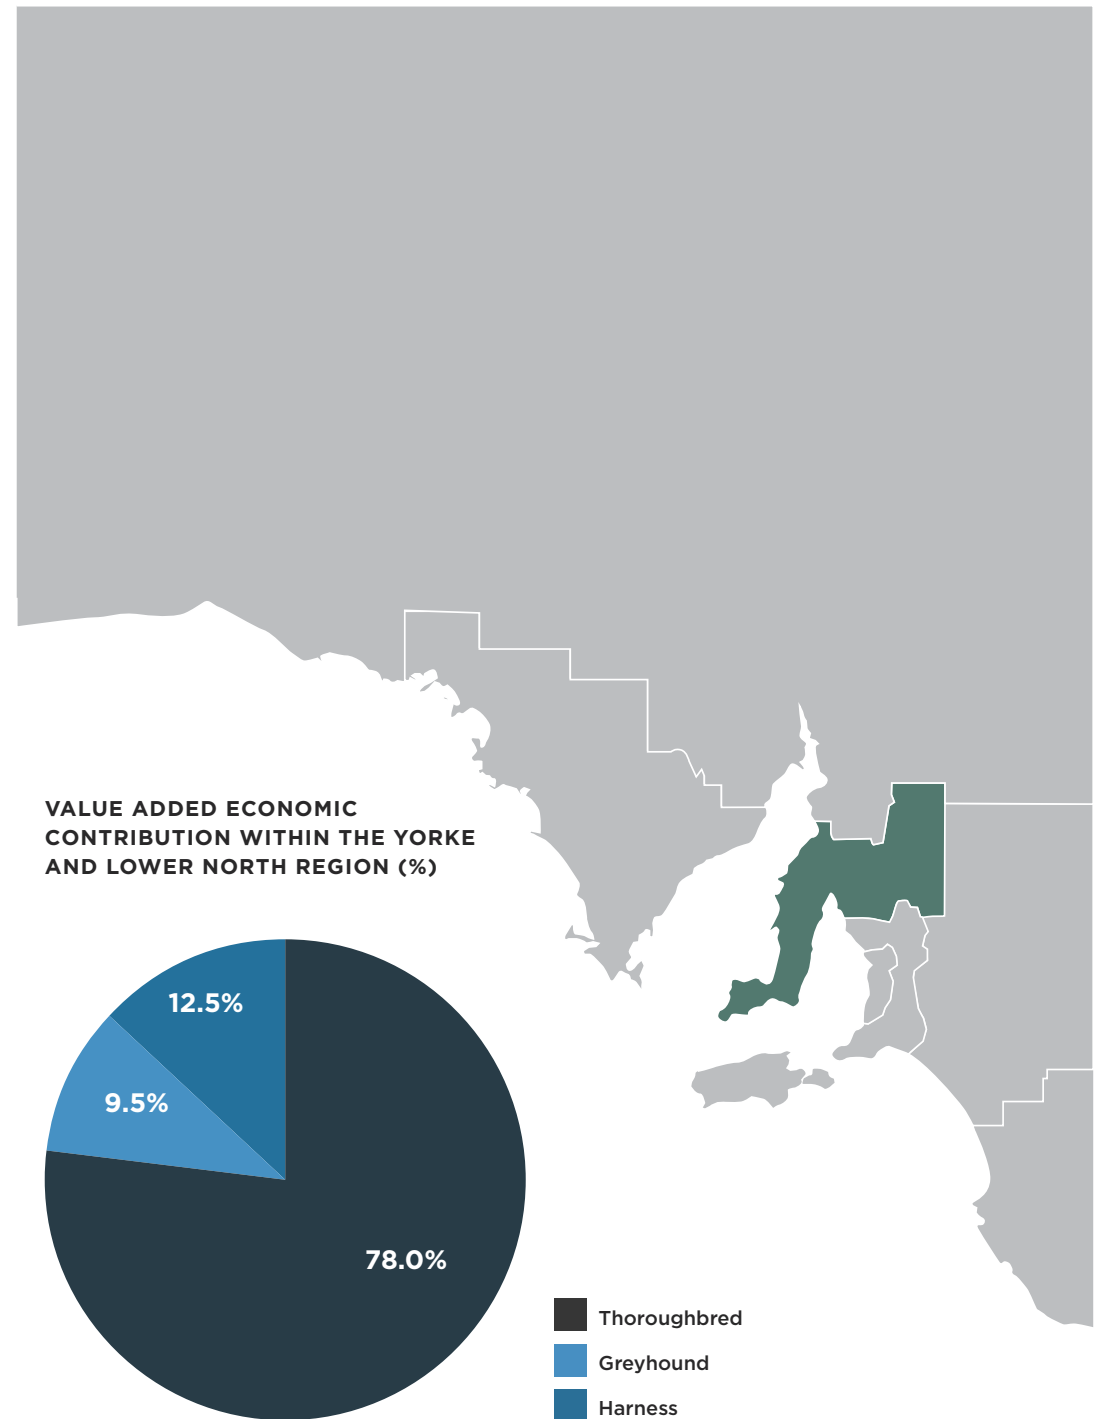 VALUE ADDED ECONOMIC
CONTRIBUTION WITHIN THE YORKE
AND LOWER NORTH REGION (%)
12.5%
9.5%
78.0%
Thoroughbred
Greyhound
Harness